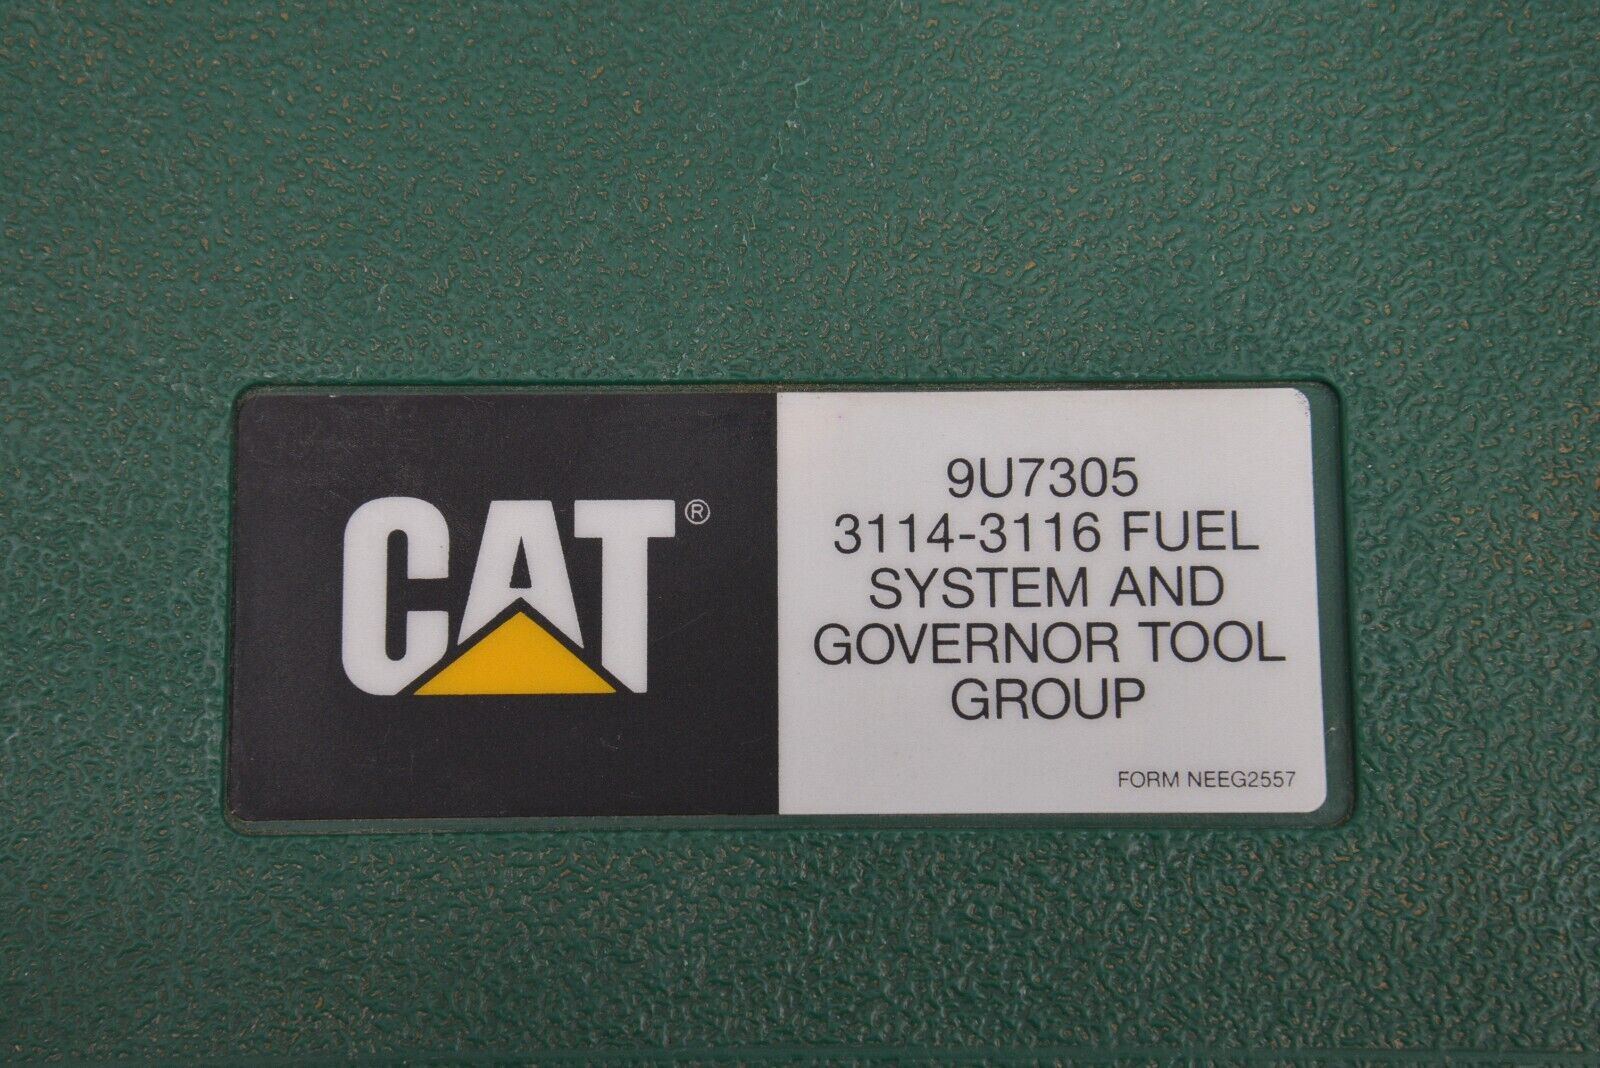 CAT®
9U7305
3114-3116 FUEL
SYSTEM AND
GOVERNOR TOOL
GROUP
FORM NEEG2557